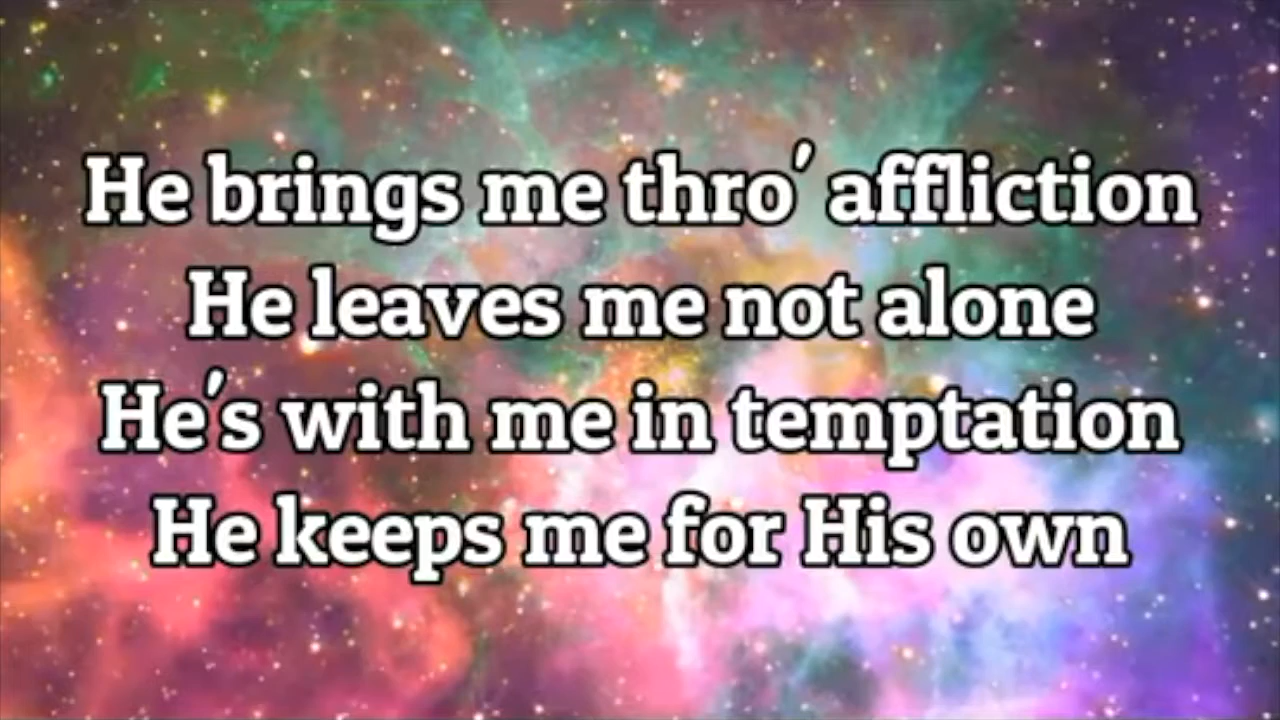 He brings me thro' affliction
He leaves me not alone
He's with me in temptation
He keeps me for His own